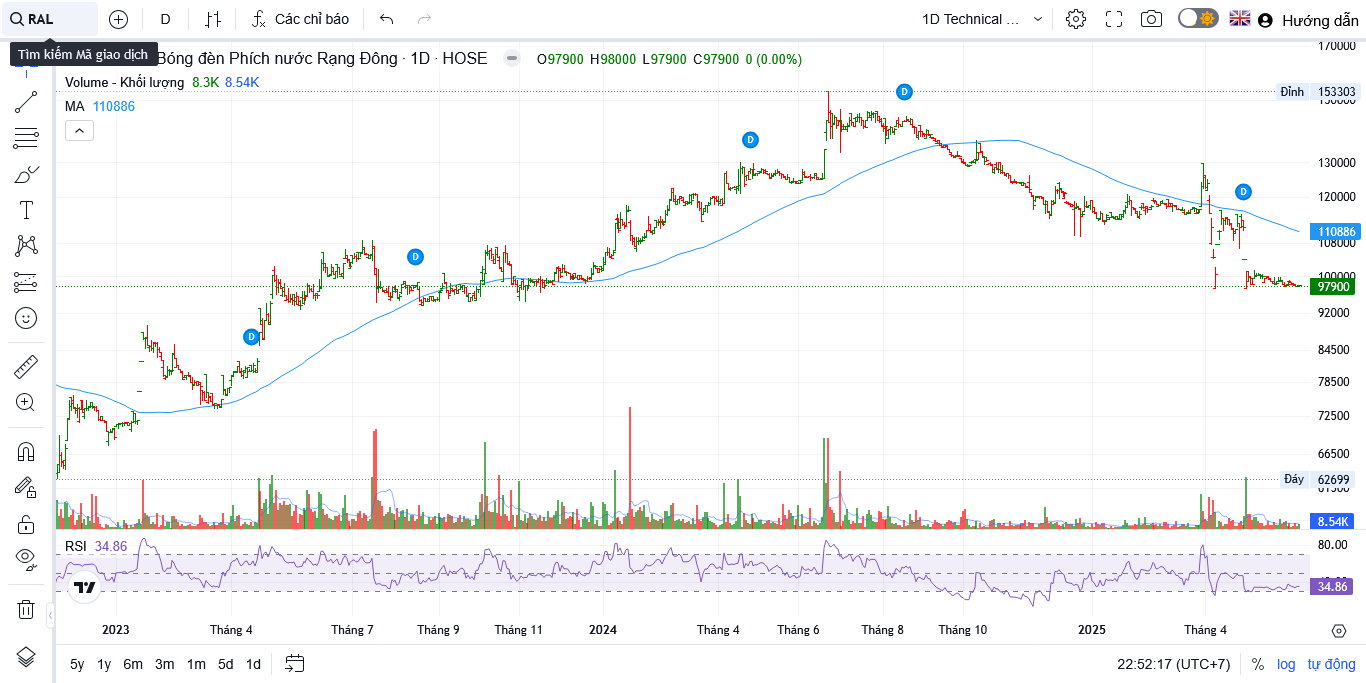 RAL
D
Các chỉ báo
1D Technical ...
Hướng dẫn
Tìm kiếm Mã giao dịch
Bóng đèn Phích nước Rạng Đông · 1D · HOSE
O97900 H98000 L97900 C97900 0 (0.00%)
Volume - Khối lượng 8.3K 8.54K
MA 110886
170000
Đỉnh 153303
150000
D
D
130000
D
120000
110886
108000
D
100000
97900
92000
D
84500
78500
72500
66500
Đáy 62699
61500
8.54K
RSI 34.86
80.00
34.86
2023 Tháng 4 Tháng 7 Tháng 9 Tháng 11 2024 Tháng 4 Tháng 6 Tháng 8 Tháng 10 2025 Tháng 4
5y 1y 6m 3m 1m 5d 1d
22:52:17 (UTC+7) % log tự động